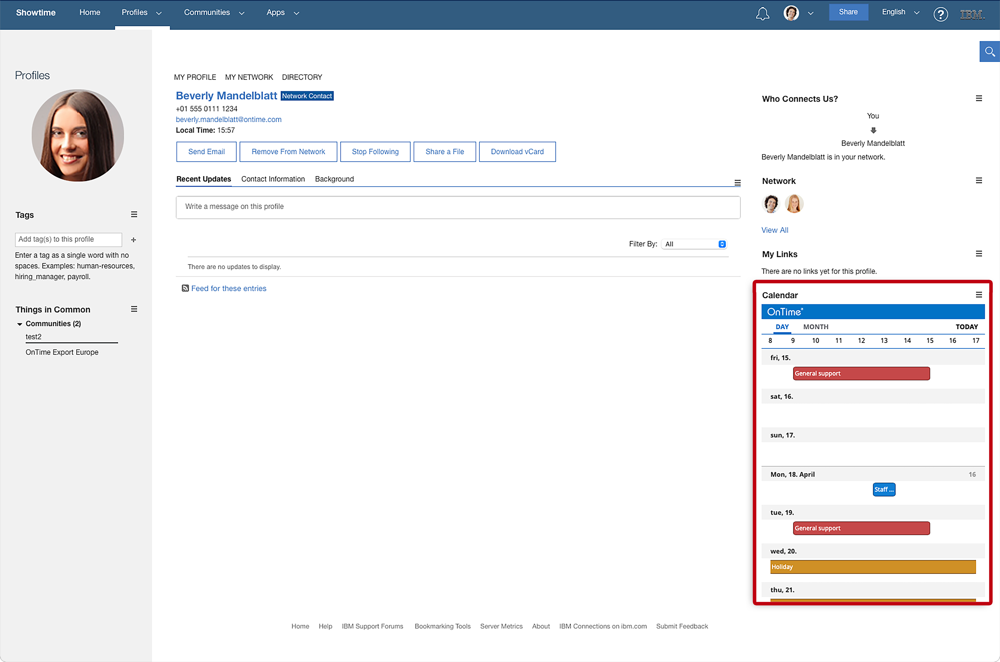 Showtime Home Profiles Communities Apps Share English ? IBM
Profiles
Tags
Add tag(s) to this profile +
Enter a tag as a single word with no
spaces. Examples: human-resources,
hiring_manager, payroll.
Things in Common
Communities (2)
test2
OnTime Export Europe
MY PROFILE MY NETWORK DIRECTORY
Beverly Mandelblatt Network Contact
+01 555 0111 1234
beverly.mandelblatt@ontime.com
Local Time: 15:57
Send Email Remove From Network Stop Following Share a File Download vCard
Recent Updates Contact Information Background
Write a message on this profile
Filter By: All
There are no updates to display.
Feed for these entries
Who Connects Us?
You
Beverly Mandelblatt
Beverly Mandelblatt is in your network.
Network
View All
My Links
There are no links yet for this profile.
Calendar
OnTime®
DAY MONTH TODAY
8 9 10 11 12 13 14 15 16 17
fri, 15.
General support
sat, 16.
sun, 17.
Mon, 18. April 16
Staff ...
tue, 19.
General support
wed, 20.
Holiday
thu, 21.
Home Help IBM Support Forums Bookmarking Tools Server Metrics About IBM Connections on ibm.com Submit Feedback